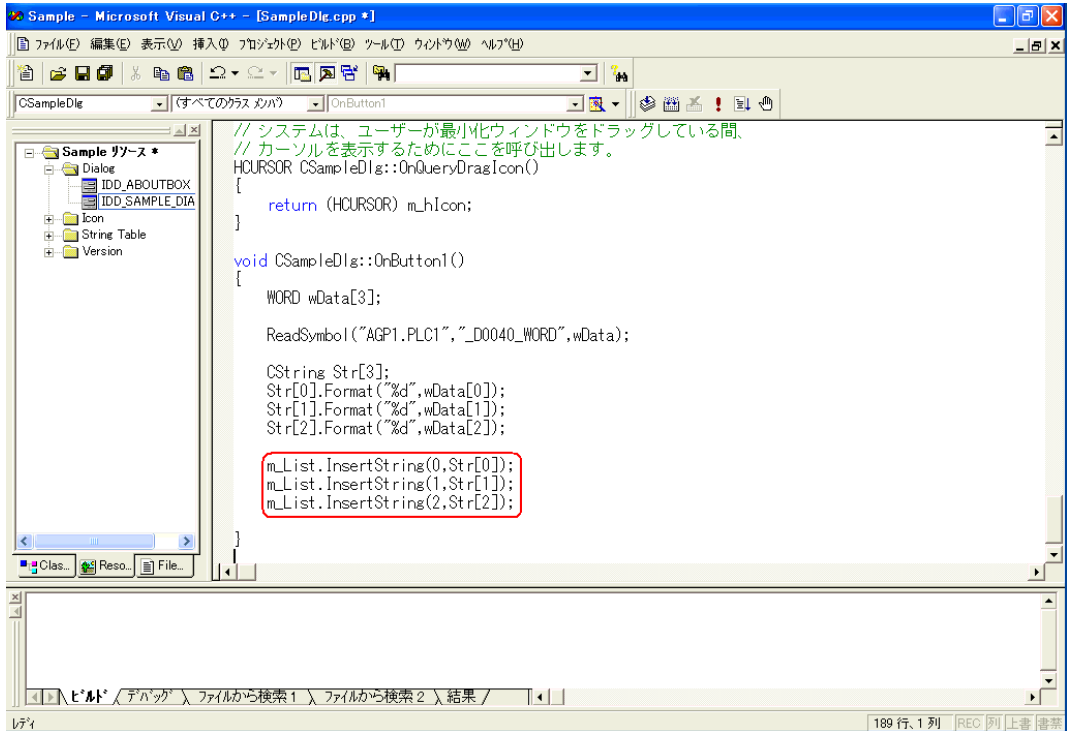 Sample - Microsoft Visual C++ - [SampleDlg.cpp *]
ファイル(F) 編集(E) 表示(V) 挿入(I) プロジェクト(P) ビルド(B) ツール(T) ウィンドウ(W) ヘルプ(H)
CSampleDlg (すべてのクラス メンバ) OnButton1
Sample リソース *
Dialog
IDD_ABOUTBOX
IDD_SAMPLE_DIA
Icon
String Table
Version
Clas... Reso... File...
// システムは、ユーザーが最小化ウィンドウをドラッグしている間、
// カーソルを表示するためにここを呼び出します。
HCURSOR CSampleDlg::OnQueryDragIcon()
{
return (HCURSOR) m_hIcon;
}
void CSampleDlg::OnButton1()
{
WORD wData[3];
ReadSymbol("AGP1.PLC1","_D0040_WORD",wData);
CString Str[3];
Str[0].Format("%d",wData[0]);
Str[1].Format("%d",wData[1]);
Str[2].Format("%d",wData[2]);
m_List.InsertString(0,Str[0]);
m_List.InsertString(1,Str[1]);
m_List.InsertString(2,Str[2]);
}
ビルド デバッグ ファイルから検索1 ファイルから検索2 結果
レディ 189 行、1 列 REC 列 上書 書禁